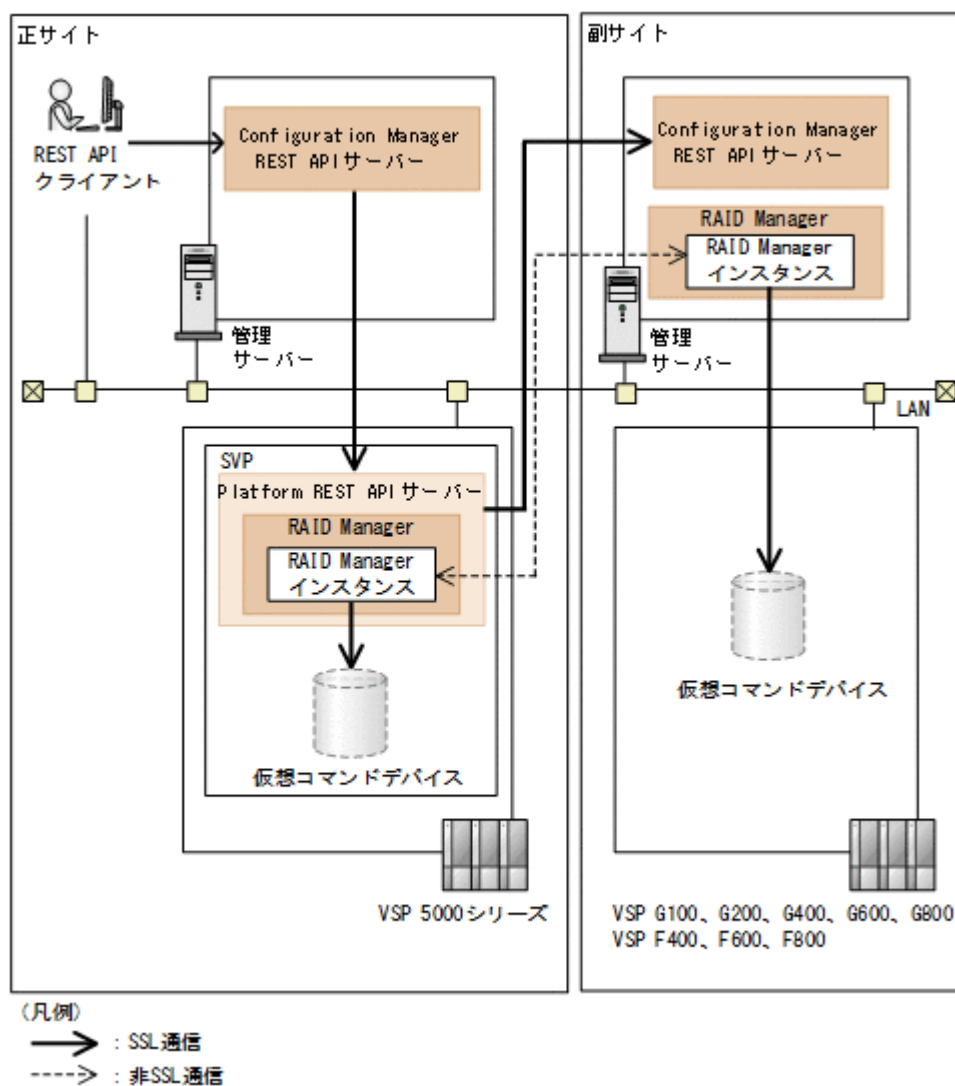 正サイト
REST API
クライアント
Configuration Manager
REST APIサーバー
管理
サーバー
SVP
Platform REST APIサーバー
RAID Manager
RAID Manager
インスタンス
仮想コマンドデバイス
VSP 5000シリーズ
副サイト
Configuration Manager
REST APIサーバー
RAID Manager
RAID Manager
インスタンス
管理
サーバー
LAN
仮想コマンドデバイス
VSP G100、G200、G400、G600、G800
VSP F400、F600、F800
(凡例)
: SSL通信
: 非SSL通信